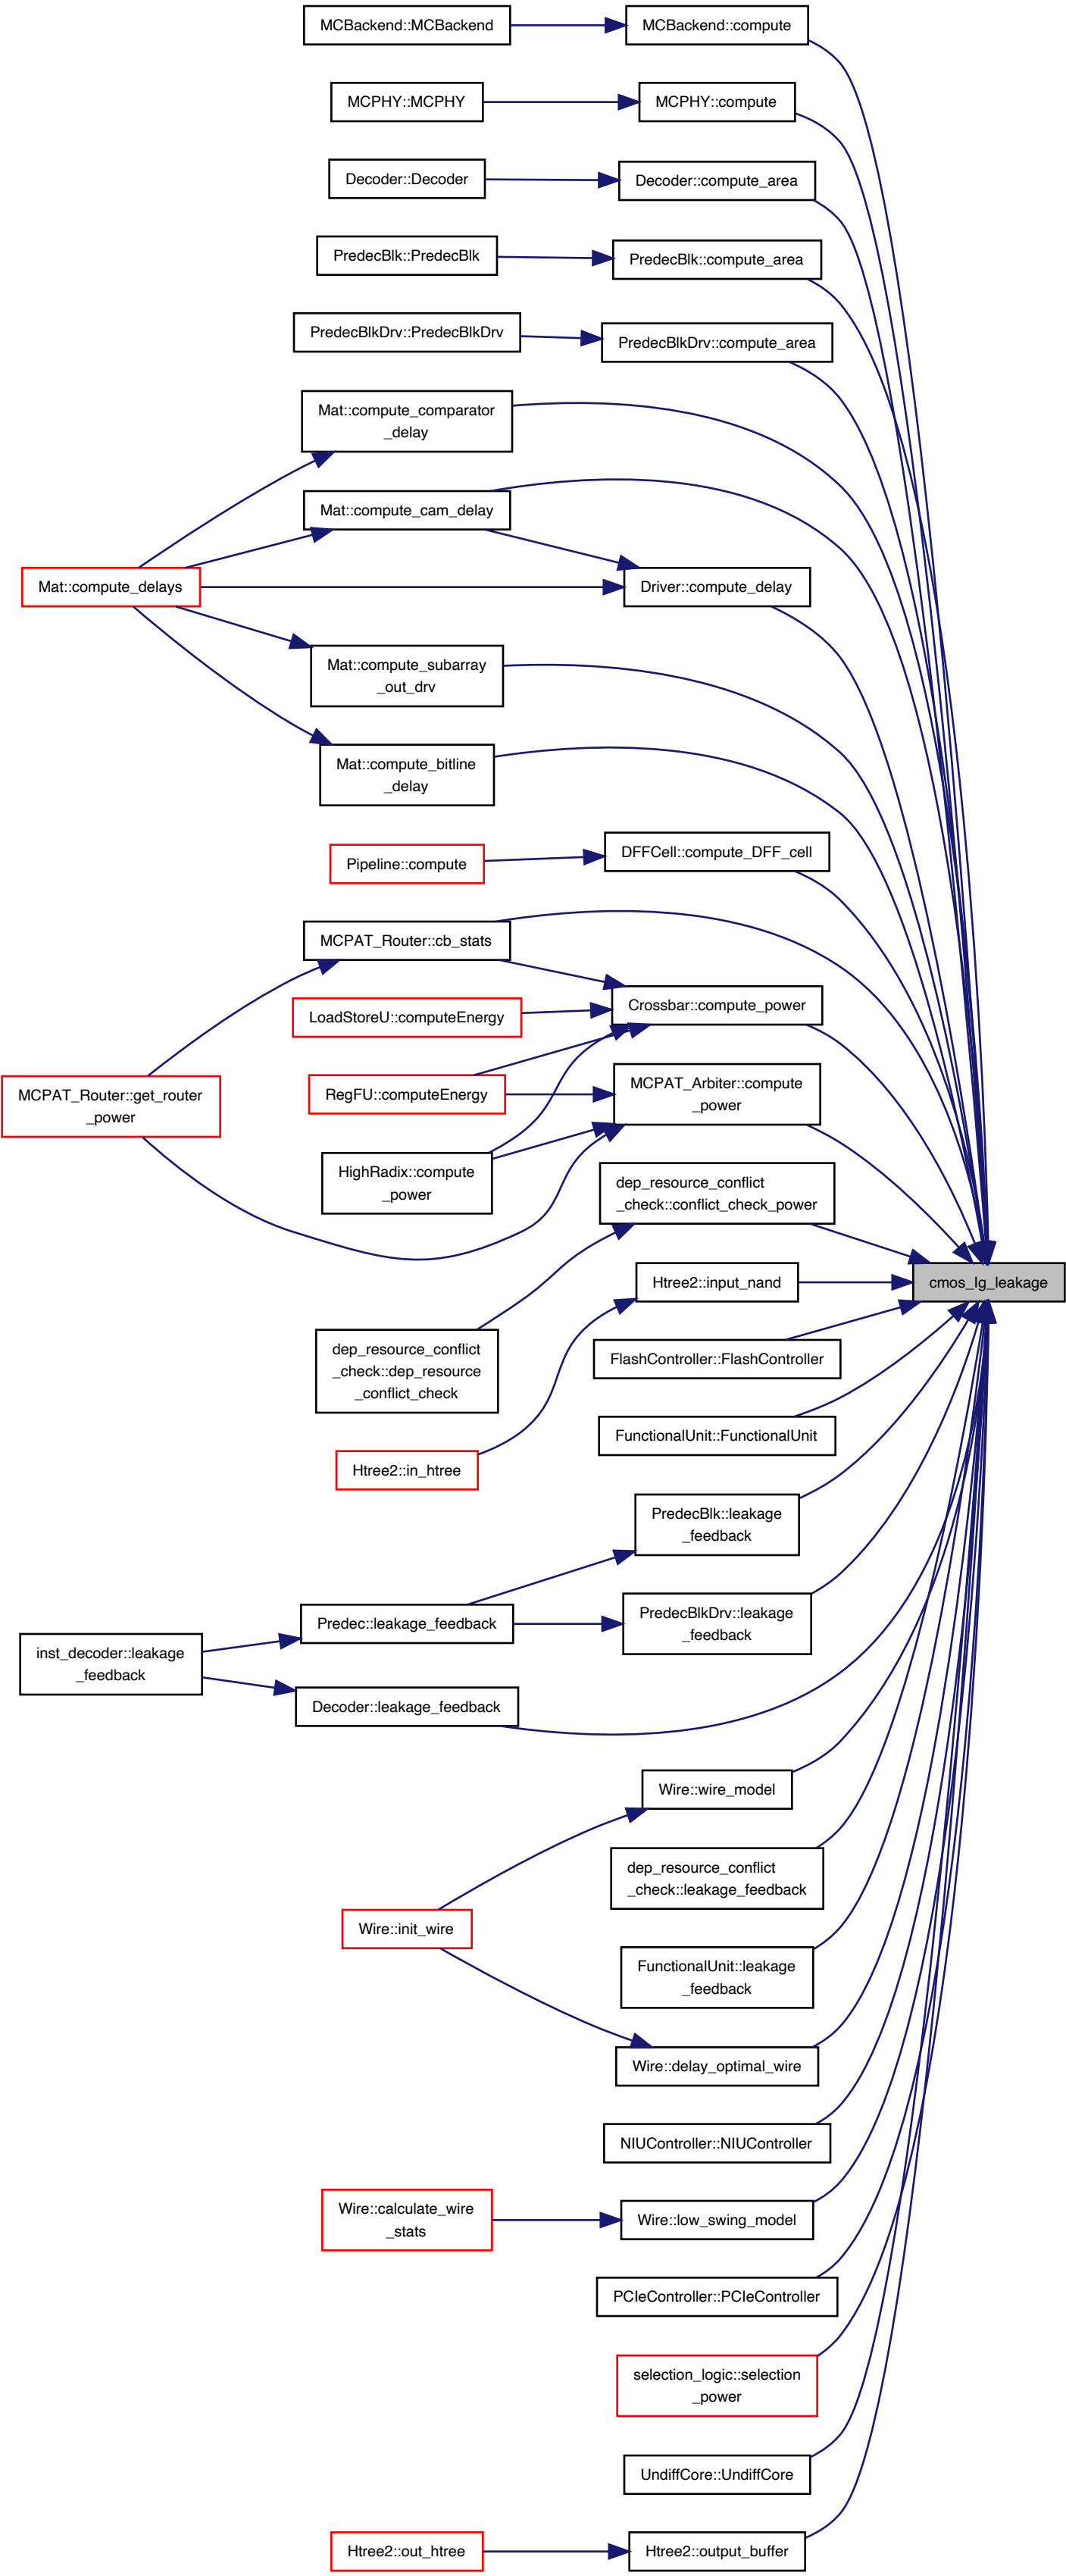 MCBackend::MCBackend
MCBackend::compute
MCPHY::MCPHY
MCPHY::compute
Decoder::Decoder
Decoder::compute_area
PredecBlk::PredecBlk
PredecBlk::compute_area
PredecBlkDrv::PredecBlkDrv
PredecBlkDrv::compute_area
Mat::compute_comparator
_delay
Mat::compute_cam_delay
Mat::compute_delays
Driver::compute_delay
Mat::compute_subarray
_out_drv
Mat::compute_bitline
_delay
Pipeline::compute
DFFCell::compute_DFF_cell
MCPAT_Router::cb_stats
LoadStoreU::computeEnergy
Crossbar::compute_power
MCPAT_Router::get_router
_power
RegFU::computeEnergy
MCPAT_Arbiter::compute
_power
HighRadix::compute
_power
dep_resource_conflict
_check::conflict_check_power
cmos_Ig_leakage
Htree2::input_nand
dep_resource_conflict
_check::dep_resource
_conflict_check
FlashController::FlashController
FunctionalUnit::FunctionalUnit
Htree2::in_htree
PredecBlk::leakage
_feedback
Predec::leakage_feedback
PredecBlkDrv::leakage
_feedback
inst_decoder::leakage
_feedback
Decoder::leakage_feedback
Wire::wire_model
dep_resource_conflict
_check::leakage_feedback
Wire::init_wire
FunctionalUnit::leakage
_feedback
Wire::delay_optimal_wire
NIUController::NIUController
Wire::calculate_wire
_stats
Wire::low_swing_model
PCIeController::PCIeController
selection_logic::selection
_power
UndiffCore::UndiffCore
Htree2::out_htree
Htree2::output_buffer